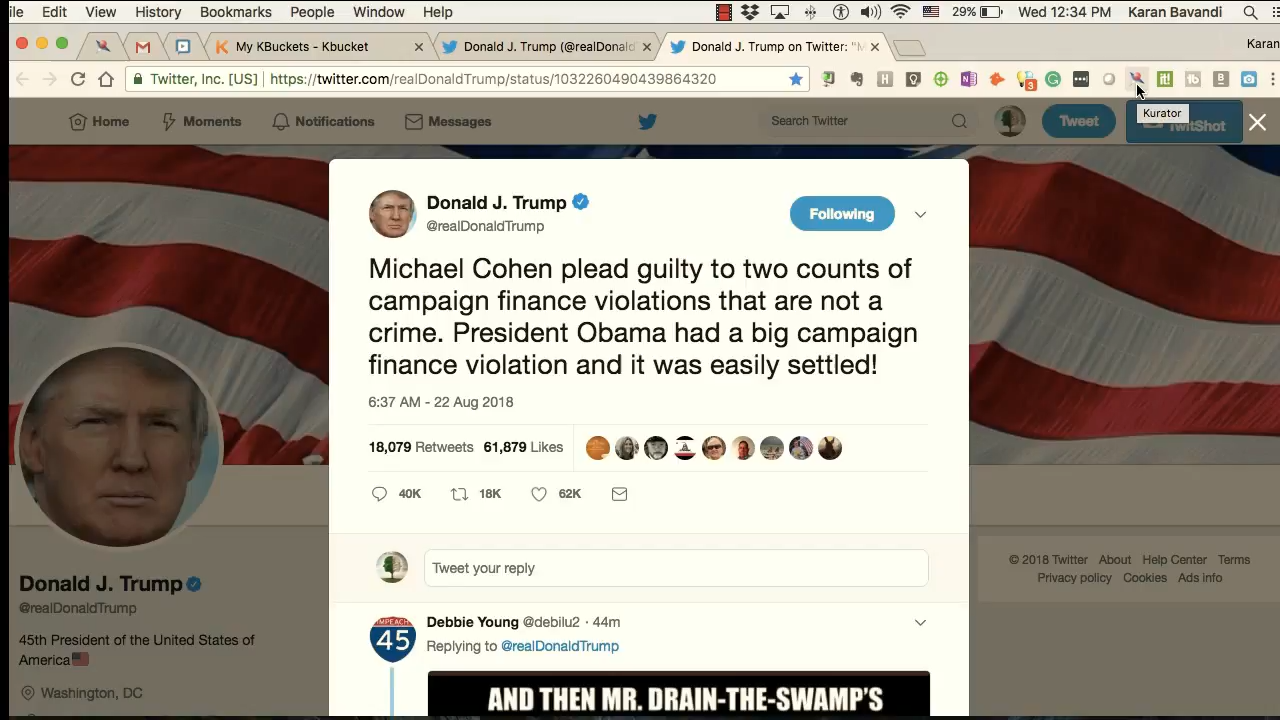 ile Edit View History Bookmarks People Window Help 29% Wed 12:34 PM Karan Bavandi
My KBuckets - Kbucket Donald J. Trump (@realDonald Donald J. Trump on Twitter: "M Karan
Twitter, Inc. [US] https://twitter.com/realDonaldTrump/status/1032260490439864320
Home Moments Notifications Messages Search Twitter Tweet TwitShot
Kurator
Donald J. Trump
@realDonaldTrump
Following
Michael Cohen plead guilty to two counts of
campaign finance violations that are not a
crime. President Obama had a big campaign
finance violation and it was easily settled!
6:37 AM - 22 Aug 2018
18,079 Retweets 61,879 Likes
40K 18K 62K
Tweet your reply
Debbie Young @debilu2 · 44m
Replying to @realDonaldTrump
IMPEACH
45
AND THEN MR. DRAIN-THE-SWAMP'S
Donald J. Trump
@realDonaldTrump
45th President of the United States of
America
Washington, DC
© 2018 Twitter About Help Center Terms
Privacy policy Cookies Ads info